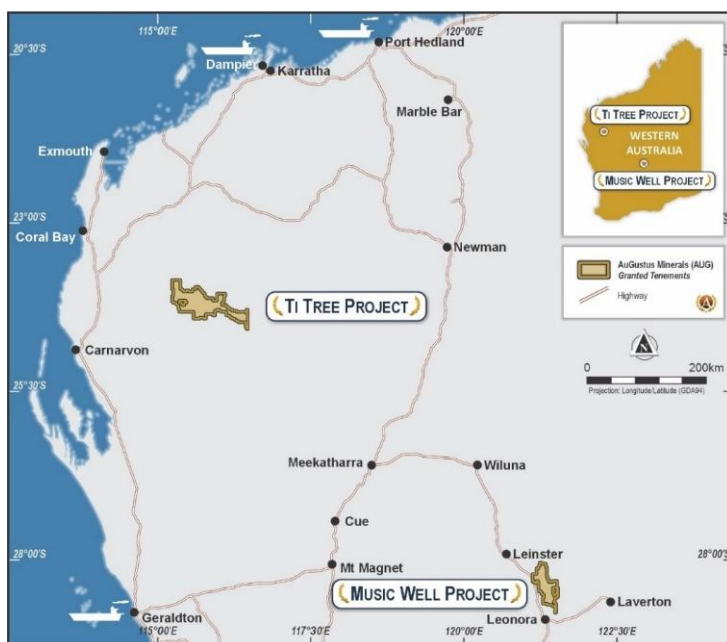 115°00'E
120°00'E
20°30'S
Port Hedland
Dampier
Karratha
Marble Bar
Exmouth
TI TREE PROJECT
WESTERN
AUSTRALIA
MUSIC WELL PROJECT
23°00'S
Coral Bay
Newman
AuGustus Minerals (AUG)
Granted Tenements
Highway
TI TREE PROJECT
N
Carnarvon
0
200km
Projection: Longitude/Latitude (GDA94)
25°30'S
Meekatharra
Wiluna
Cue
28°00'S
Leinster
28°00'S
Mt Magnet
MUSIC WELL PROJECT
Laverton
Geraldton
Leonora
115°00'E
117°30'E
120°00'E
122°30'E